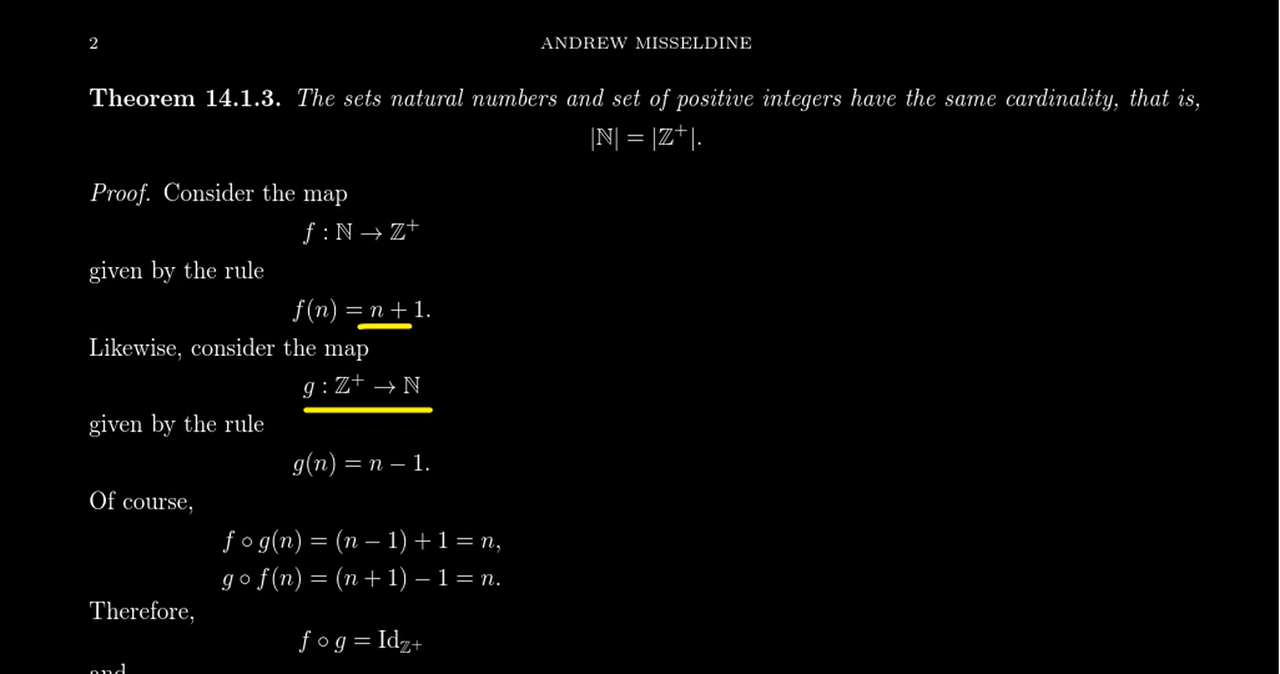 2 ANDREW MISSELDINE
Theorem 14.1.3. The sets natural numbers and set of positive integers have the same cardinality, that is,
|ℕ| = |ℤ⁺|.
Proof. Consider the map
f : ℕ → ℤ⁺
given by the rule
f(n) = n + 1.
Likewise, consider the map
g : ℤ⁺ → ℕ
given by the rule
g(n) = n − 1.
Of course,
f ∘ g(n) = (n − 1) + 1 = n,
g ∘ f(n) = (n + 1) − 1 = n.
Therefore,
f ∘ g = Id_ℤ⁺
and